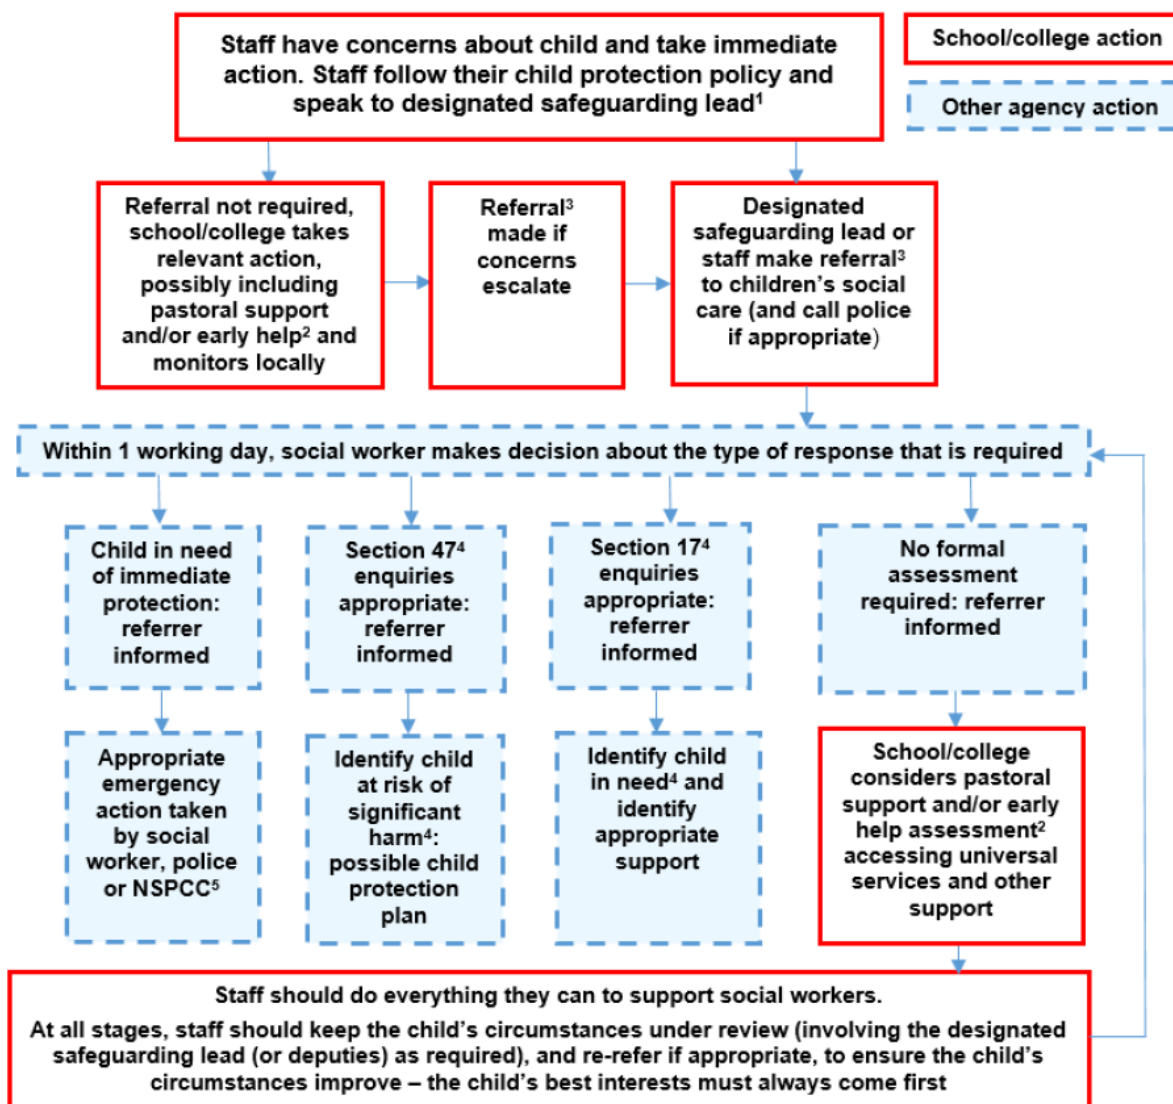 Staff have concerns about child and take immediate
action. Staff follow their child protection policy and
speak to designated safeguarding lead¹
School/college action
Other agency action
Referral not required,
school/college takes
relevant action,
possibly including
pastoral support
and/or early help² and
monitors locally
Referral³
made if
concerns
escalate
Designated
safeguarding lead or
staff make referral³
to children's social
care (and call police
if appropriate)
Within 1 working day, social worker makes decision about the type of response that is required
Child in need
of immediate
protection:
referrer
informed
Section 47⁴
enquiries
appropriate:
referrer
informed
Section 17⁴
enquiries
appropriate:
referrer
informed
No formal
assessment
required: referrer
informed
Appropriate
emergency
action taken
by social
worker, police
or NSPCC⁵
Identify child
at risk of
significant
harm⁴:
possible child
protection
plan
Identify child
in need⁴ and
identify
appropriate
support
School/college
considers pastoral
support and/or early
help assessment²
accessing universal
services and other
support
Staff should do everything they can to support social workers.
At all stages, staff should keep the child's circumstances under review (involving the designated
safeguarding lead (or deputies) as required), and re-refer if appropriate, to ensure the child's
circumstances improve – the child's best interests must always come first